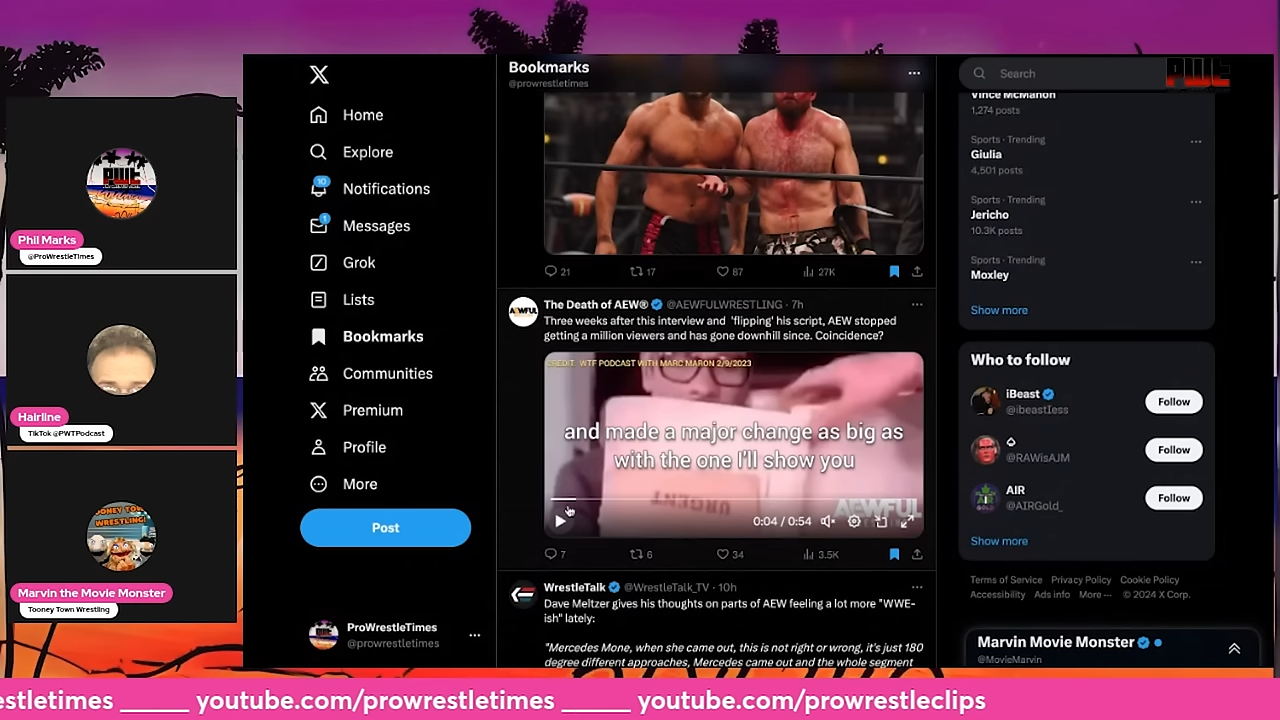 PWT
Phil Marks
@ProWrestleTimes
Hairline
TikTok @PWTPodcast
TOONEY TOWN
WRESTLING!
Marvin the Movie Monster
Tooney Town Wrestling
Home
Explore
10
Notifications
1
Messages
Grok
Lists
Bookmarks
Communities
Premium
Profile
More
Post
ProWrestleTimes
@prowrestletimes
Bookmarks
@prowrestletimes
21 17 87 27K
AEWFUL
The Death of AEW® @AEWFULWRESTLING · 7h
Three weeks after this interview and 'flipping' his script, AEW stopped
getting a million viewers and has gone downhill since. Coincidence?
CREDIT: WTF PODCAST WITH MARC MARON 2/9/2023
and made a major change as big as
with the one I'll show you
URGENT
AEWFUL
0:04 / 0:54
7 6 34 3.5K
WrestleTalk @WrestleTalk_TV · 10h
Dave Meltzer gives his thoughts on parts of AEW feeling a lot more "WWE-
ish" lately:
"Mercedes Mone, when she came out, this is not right or wrong, it's just 180
degree different approaches, Mercedes came out and the whole segment
Search
PWT
Vince McMahon
1,274 posts
Sports · Trending
Giulia
4,501 posts
Sports · Trending
Jericho
10.3K posts
Sports · Trending
Moxley
Show more
Who to follow
iBeast
@ibeastIess
Follow
@RAWisAJM
Follow
AIR
@AIRGold_
Follow
Show more
Terms of Service Privacy Policy Cookie Policy
Accessibility Ads info More ··· © 2024 X Corp.
Marvin Movie Monster
@MovieMarvin
estletimes ______ youtube.com/prowrestletimes ______ youtube.com/prowrestleclips